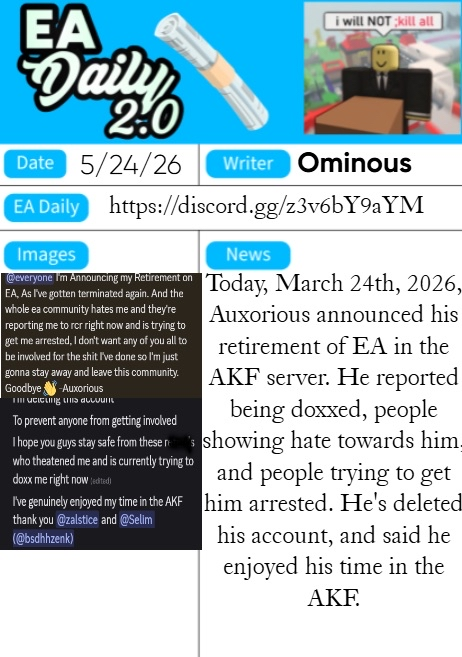 EA
Daily
2.0
i will NOT ;kill all
Date
5/24/26
Writer
Ominous
EA Daily
https://discord.gg/z3v6bY9aYM
Images
@everyone I'm Announcing my Retirement on
EA, As I've gotten terminated again. And the
whole ea community hates me and they're
reporting me to rcr right now and is trying to
get me arrested, I don't want any of you all to
be involved for the shit I've done so I'm just
gonna stay away and leave this community.
Goodbye 👋 -Auxorious
I'm deleting this account
To prevent anyone from getting involved
I hope you guys stay safe from these
who threatened me and is currently trying to
doxx me right now (edited)
I've genuinely enjoyed my time in the AKF
thank you @zalstice and @Selim
(@bsdhhzenk)
News
Today, March 24th, 2026,
Auxorious announced his
retirement of EA in the
AKF server. He reported
being doxxed, people
showing hate towards him,
and people trying to get
him arrested. He's deleted
his account, and said he
enjoyed his time in the
AKF.